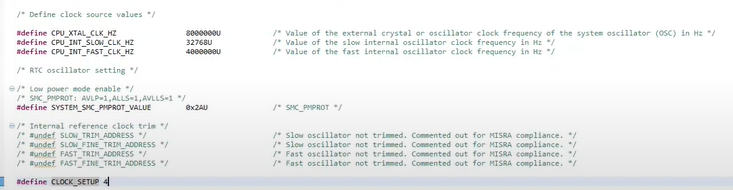 /* Define clock source values */
#define CPU_XTAL_CLK_HZ 8000000U /* Value of the external crystal or oscillator clock frequency of the system oscillator (OSC) in Hz */
#define CPU_INT_SLOW_CLK_HZ 32768U /* Value of the slow internal oscillator clock frequency in Hz */
#define CPU_INT_FAST_CLK_HZ 4000000U /* Value of the fast internal oscillator clock frequency in Hz */
/* RTC oscillator setting */
/* Low power mode enable */
/* SMC_PMPROT: AVLP=1,ALLS=1,AVLLS=1 */
#define SYSTEM_SMC_PMPROT_VALUE 0x2AU /* SMC_PMPROT */
/* Internal reference clock trim */
/* #undef SLOW_TRIM_ADDRESS */ /* Slow oscillator not trimmed. Commented out for MISRA compliance. */
/* #undef SLOW_FINE_TRIM_ADDRESS */ /* Slow oscillator not trimmed. Commented out for MISRA compliance. */
/* #undef FAST_TRIM_ADDRESS */ /* Fast oscillator not trimmed. Commented out for MISRA compliance. */
/* #undef FAST_FINE_TRIM_ADDRESS */ /* Fast oscillator not trimmed. Commented out for MISRA compliance. */
#define CLOCK_SETUP 4